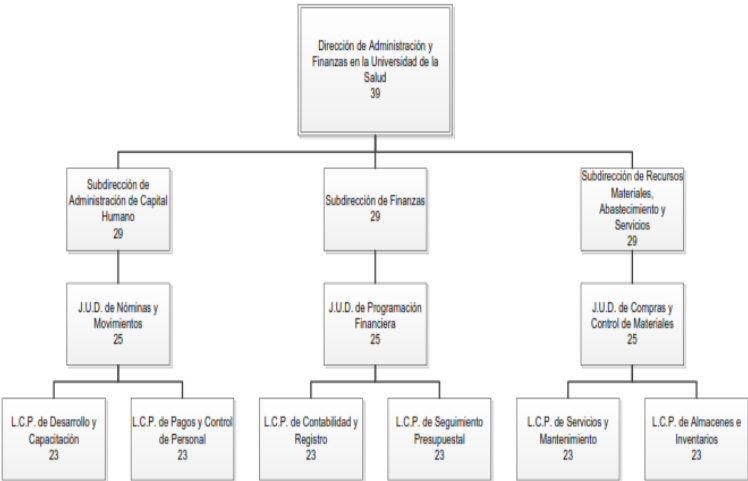 Dirección de Administración y
Finanzas en la Universidad de la
Salud
39
Subdirección de
Administración de Capital
Humano
29
Subdirección de Finanzas
29
Subdirección de Recursos
Materiales,
Abastecimiento y
Servicios
29
J.U.D. de Nóminas y
Movimientos
25
J.U.D. de Programación
Financiera
25
J.U.D. de Compras y
Control de Materiales
25
L.C.P. de Desarrollo y
Capacitación
23
L.C.P. de Pagos y Control
de Personal
23
L.C.P. de Contabilidad y
Registro
23
L.C.P. de Seguimiento
Presupuestal
23
L.C.P. de Servicios y
Mantenimiento
23
L.C.P. de Almacenes e
Inventarios
23